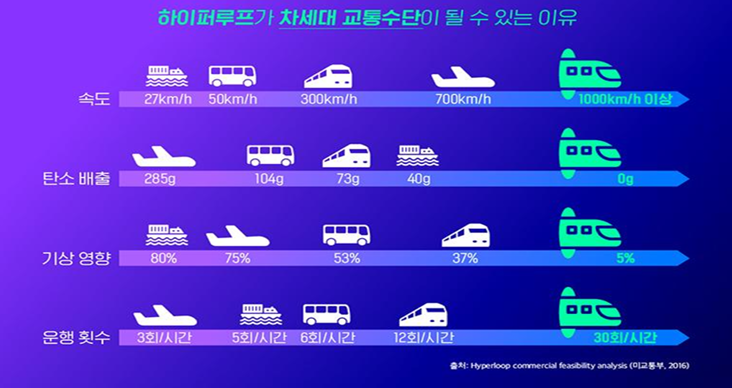 하이퍼루프가 차세대 교통수단이 될 수 있는 이유
속도 27km/h 50km/h 300km/h 700km/h 1000km/h 이상
탄소 배출 285g 104g 73g 40g 0g
기상 영향 80% 75% 53% 37% 5%
운행 횟수 3회/시간 5회/시간 6회/시간 12회/시간 30회/시간
출처: Hyperloop commercial feasibility analysis (미교통부, 2016)